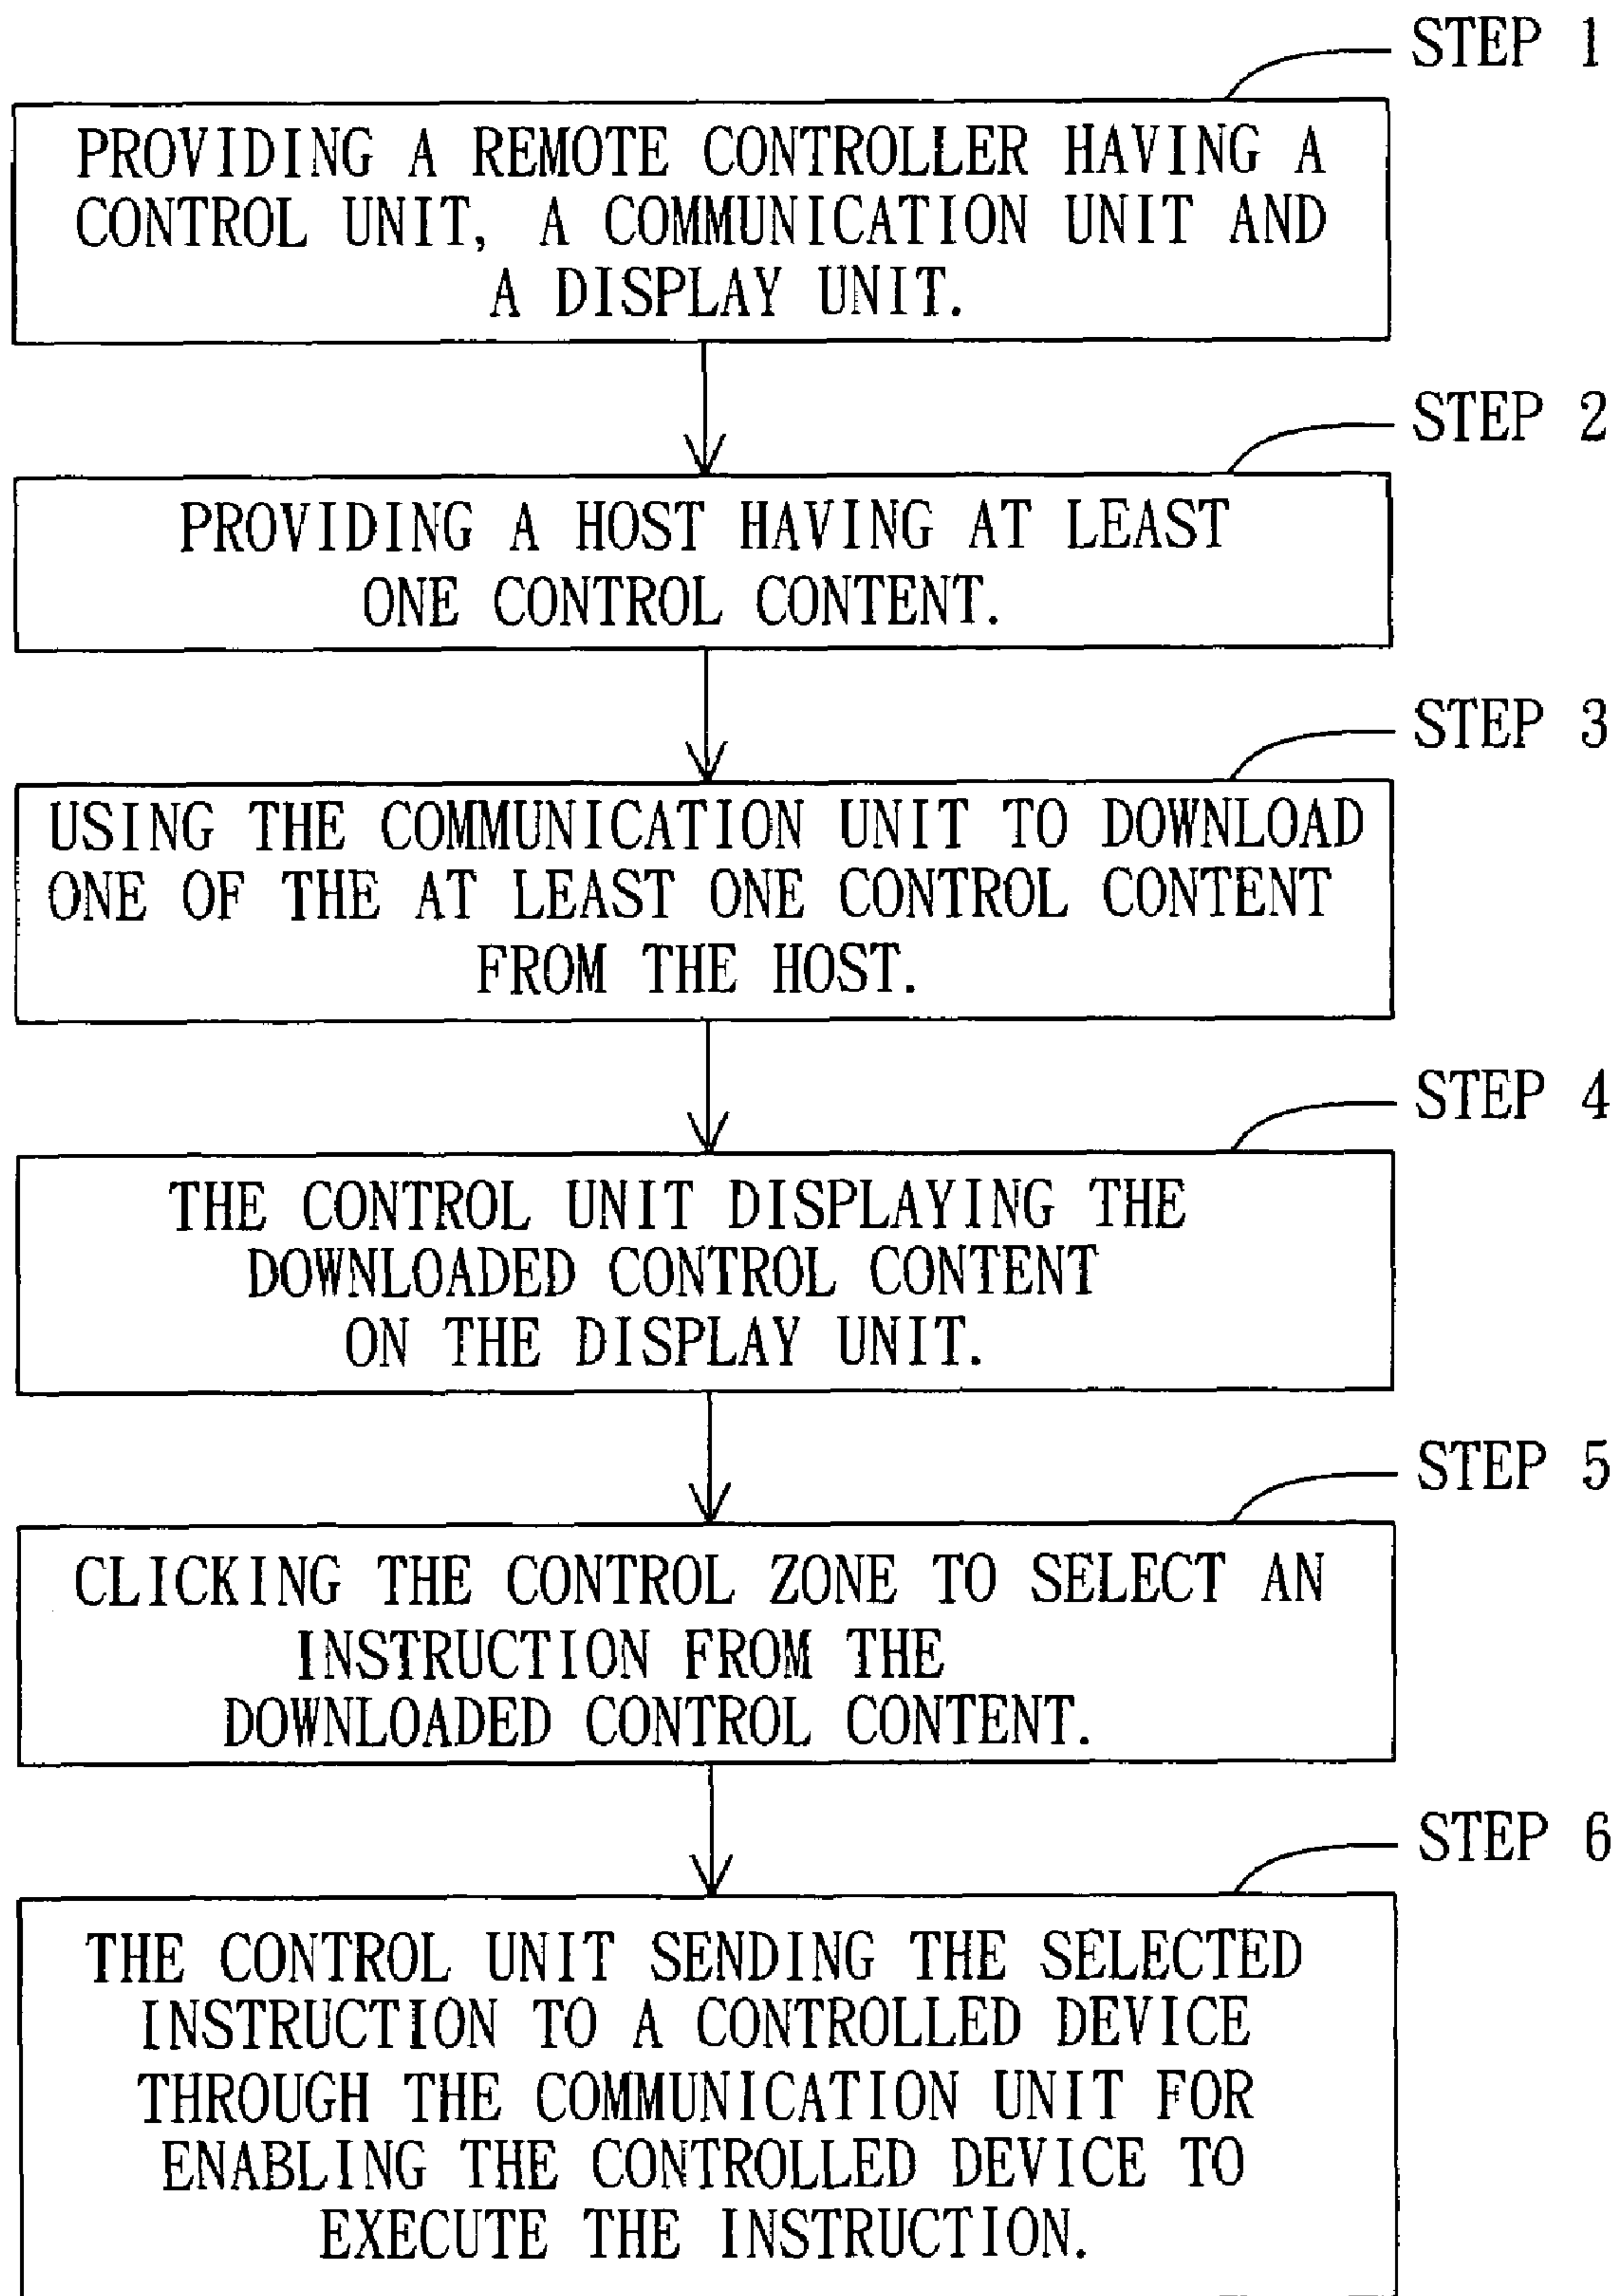 STEP 1
PROVIDING A REMOTE CONTROLLER HAVING A
CONTROL UNIT, A COMMUNICATION UNIT AND
A DISPLAY UNIT.
STEP 2
PROVIDING A HOST HAVING AT LEAST
ONE CONTROL CONTENT.
STEP 3
USING THE COMMUNICATION UNIT TO DOWNLOAD
ONE OF THE AT LEAST ONE CONTROL CONTENT
FROM THE HOST.
STEP 4
THE CONTROL UNIT DISPLAYING THE
DOWNLOADED CONTROL CONTENT
ON THE DISPLAY UNIT.
STEP 5
CLICKING THE CONTROL ZONE TO SELECT AN
INSTRUCTION FROM THE
DOWNLOADED CONTROL CONTENT.
STEP 6
THE CONTROL UNIT SENDING THE SELECTED
INSTRUCTION TO A CONTROLLED DEVICE
THROUGH THE COMMUNICATION UNIT FOR
ENABLING THE CONTROLLED DEVICE TO
EXECUTE THE INSTRUCTION.